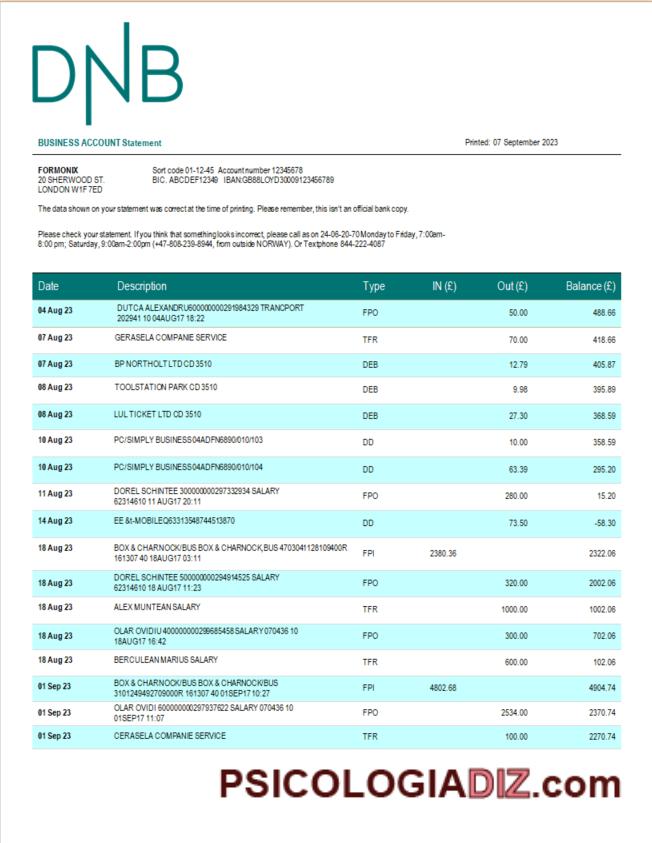 DNB
BUSINESS ACCOUNT Statement Printed: 07 September 2023
FORMONIX Sort code 01-12-45 Account number 12345678
20 SHERWOOD ST. BIC. ABCDEF12349 IBAN:GB88LOYD30009123456789
LONDON W1F 7ED
The data shown on your statement was correct at the time of printing. Please remember, this isn't an official bank copy.
Please check your statement. If you think that something looks incorrect, please call as on 24-06-20-70 Monday to Friday, 7:00am-
8:00 pm; Saturday, 9:00am-2:00pm (+47-808-239-8944, from outside NORWAY). Or Textphone 844-222-4087
Date Description Type IN (£) Out (£) Balance (£)
04 Aug 23 DUTCA ALEXANDRU600000000291984329 TRANCPORT FPO 50.00 488.66
202941 10 04AUG17 18:22
07 Aug 23 GERASELA COMPANIE SERVICE TFR 70.00 418.66
07 Aug 23 BP NORTHOLT LTD CD 3510 DEB 12.79 405.87
08 Aug 23 TOOLSTATION PARK CD 3510 DEB 9.98 395.89
08 Aug 23 LUL TICKET LTD CD 3510 DEB 27.30 368.59
10 Aug 23 PC/SIMPLY BUSINESS04ADFN6890/010/103 DD 10.00 358.59
10 Aug 23 PC/SIMPLY BUSINESS04ADFN6890/010/104 DD 63.39 295.20
11 Aug 23 DOREL SCHINTEE 300000000297332934 SALARY FPO 280.00 15.20
62314610 11 AUG17 20:11
14 Aug 23 EE &t-MOBILEQ63313548744513870 DD 73.50 -58.30
18 Aug 23 BOX & CHARNOCK/BUS BOX & CHARNOCK,BUS 4703041128109400R FPI 2380.36 2322.06
161307 40 18AUG17 03:11
18 Aug 23 DOREL SCHINTEE 500000000294914525 SALARY FPO 320.00 2002.06
62314610 18 AUG17 11:23
18 Aug 23 ALEX MUNTEAN SALARY TFR 1000.00 1002.06
18 Aug 23 OLAR OVIDIU 400000000299685458 SALARY 070436 10 FPO 300.00 702.06
18AUG17 16:42
18 Aug 23 BERCULEAN MARIUS SALARY TFR 600.00 102.06
01 Sep 23 BOX & CHARNOCK/BUS BOX & CHARNOCK/BUS FPI 4802.68 4904.74
3101249492709000R 161307 40 01SEP17 10:27
01 Sep 23 OLAR OVIDI 600000000297937622 SALARY 070436 10 FPO 2534.00 2370.74
01SEP17 11:07
01 Sep 23 CERASELA COMPANIE SERVICE TFR 100.00 2270.74
PSICOLOGIADIZ.com